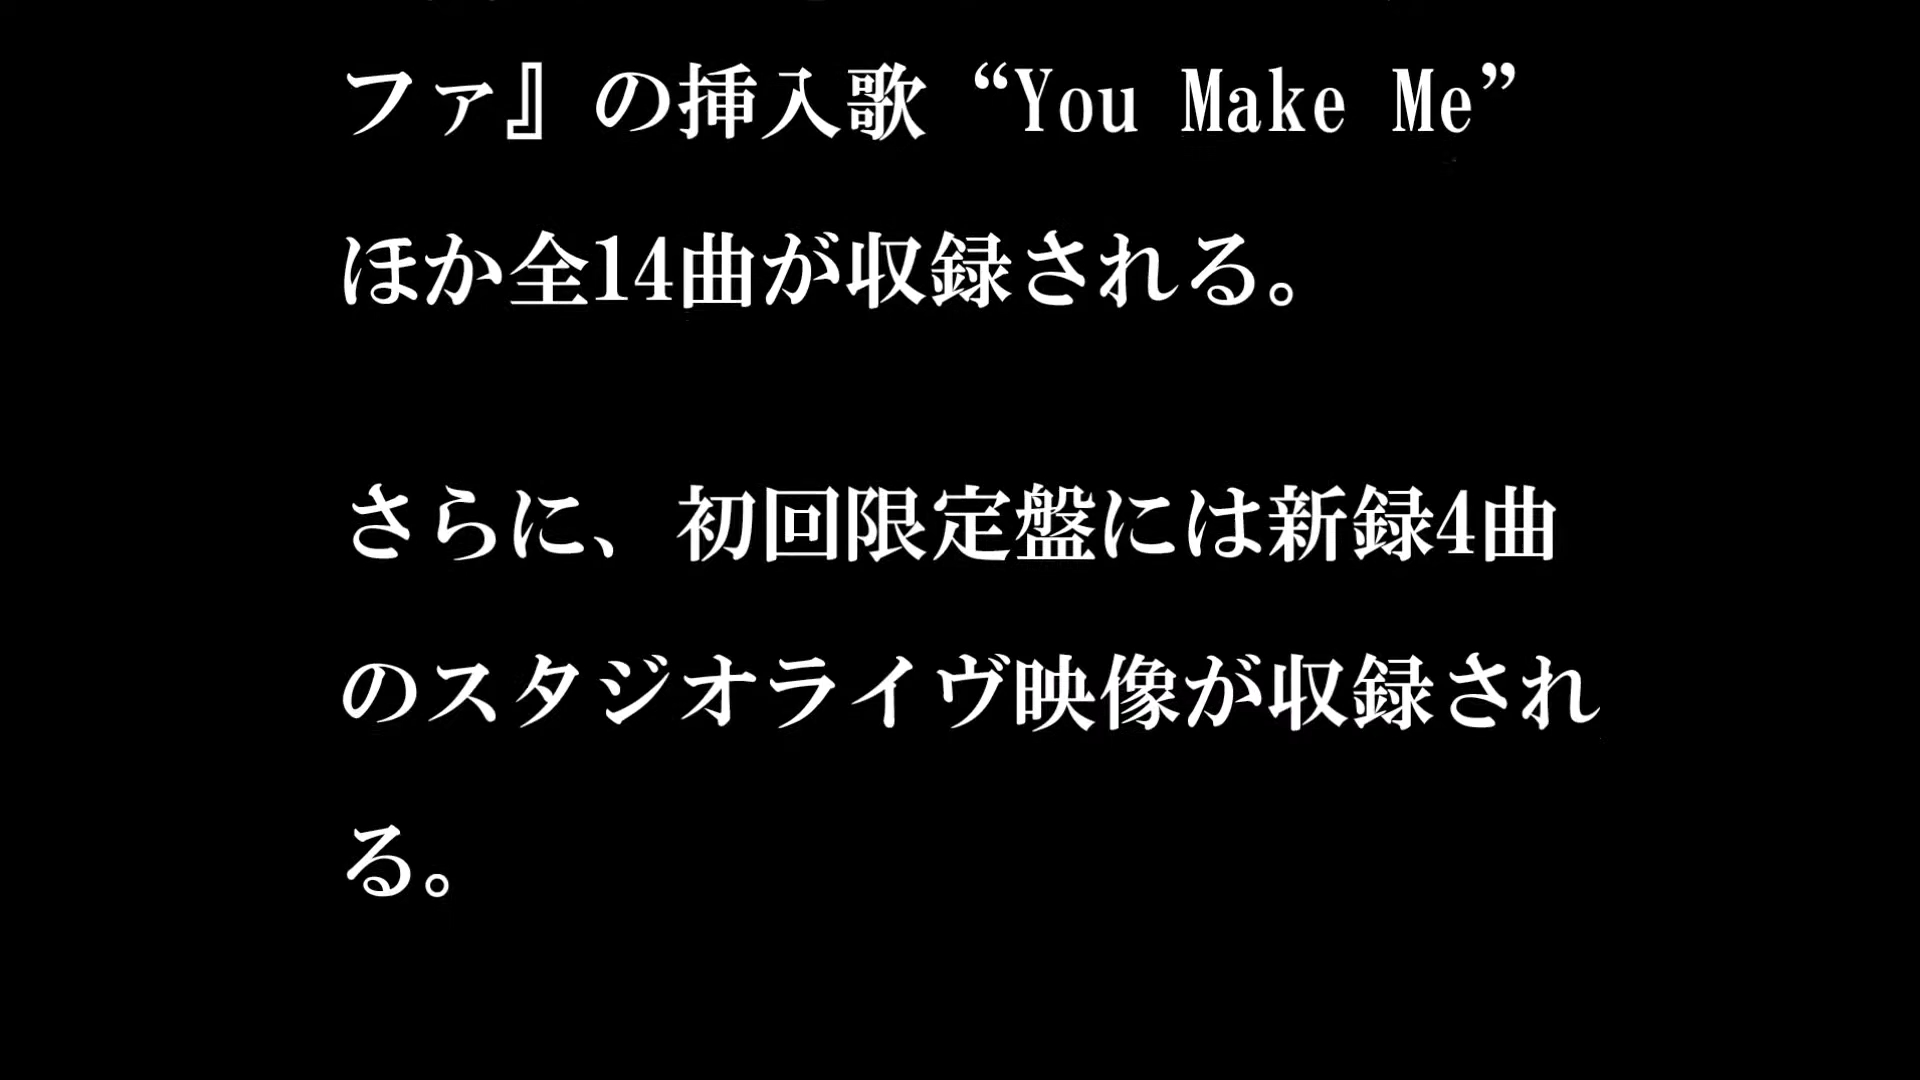 ファ』の挿入歌“You Make Me”
ほか全14曲が収録される。
さらに、初回限定盤には新録4曲
のスタジオライヴ映像が収録され
る。